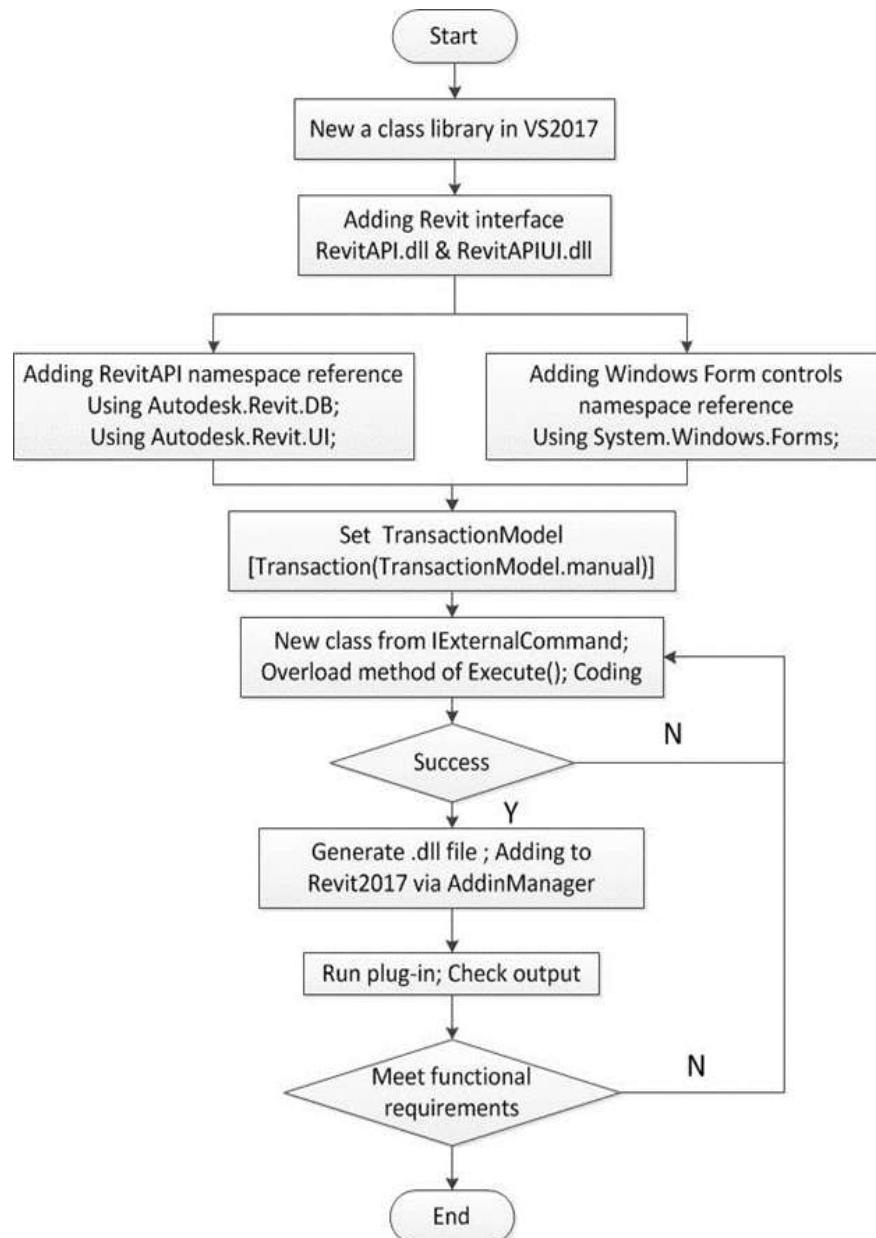 Start
New a class library in VS2017
Adding Revit interface
RevitAPI.dll & RevitAPIUI.dll
Adding RevitAPI namespace reference
Using Autodesk.Revit.DB;
Using Autodesk.Revit.UI;
Adding Windows Form controls
namespace reference
Using System.Windows.Forms;
Set TransactionModel
[Transaction(TransactionModel.manual)]
New class from IExternalCommand;
Overload method of Execute(); Coding
N
Success
Y
Generate .dll file ; Adding to
Revit2017 via AddinManager
Run plug-in; Check output
N
Meet functional
requirements
End